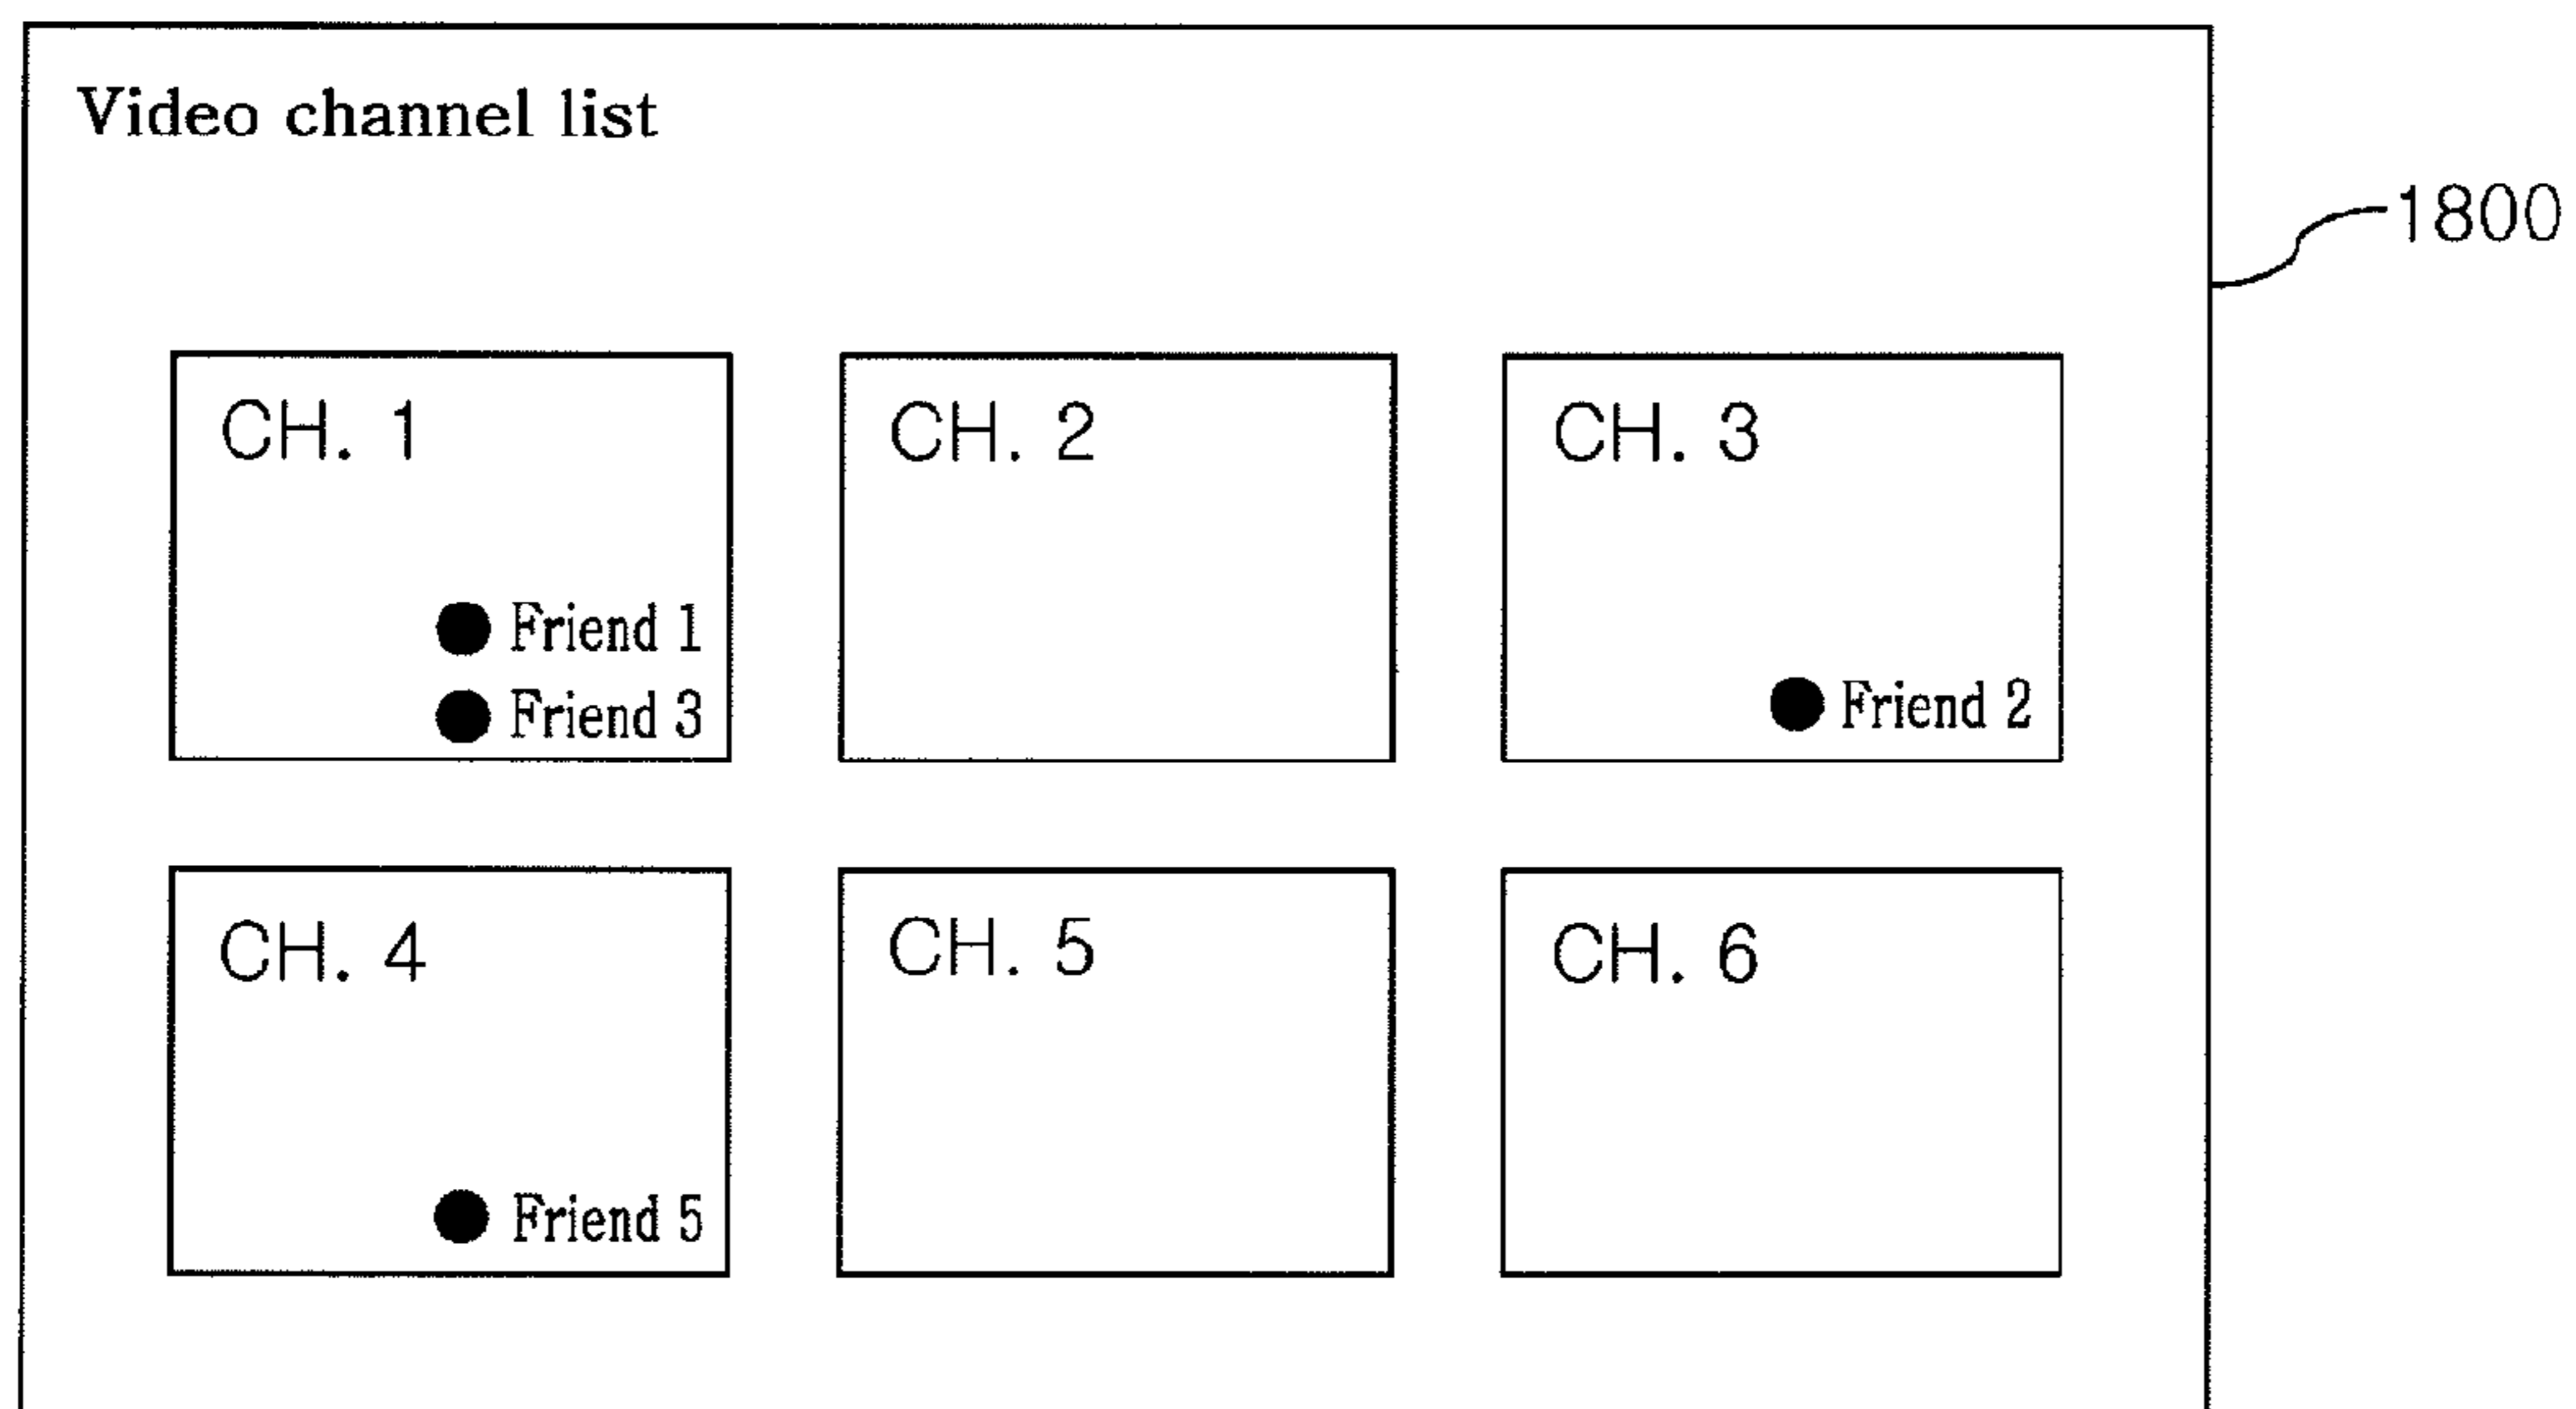 Video channel list
1800
CH. 1
CH. 2
CH. 3
Friend 1
Friend 3
Friend 2
CH. 4
CH. 5
CH. 6
Friend 5